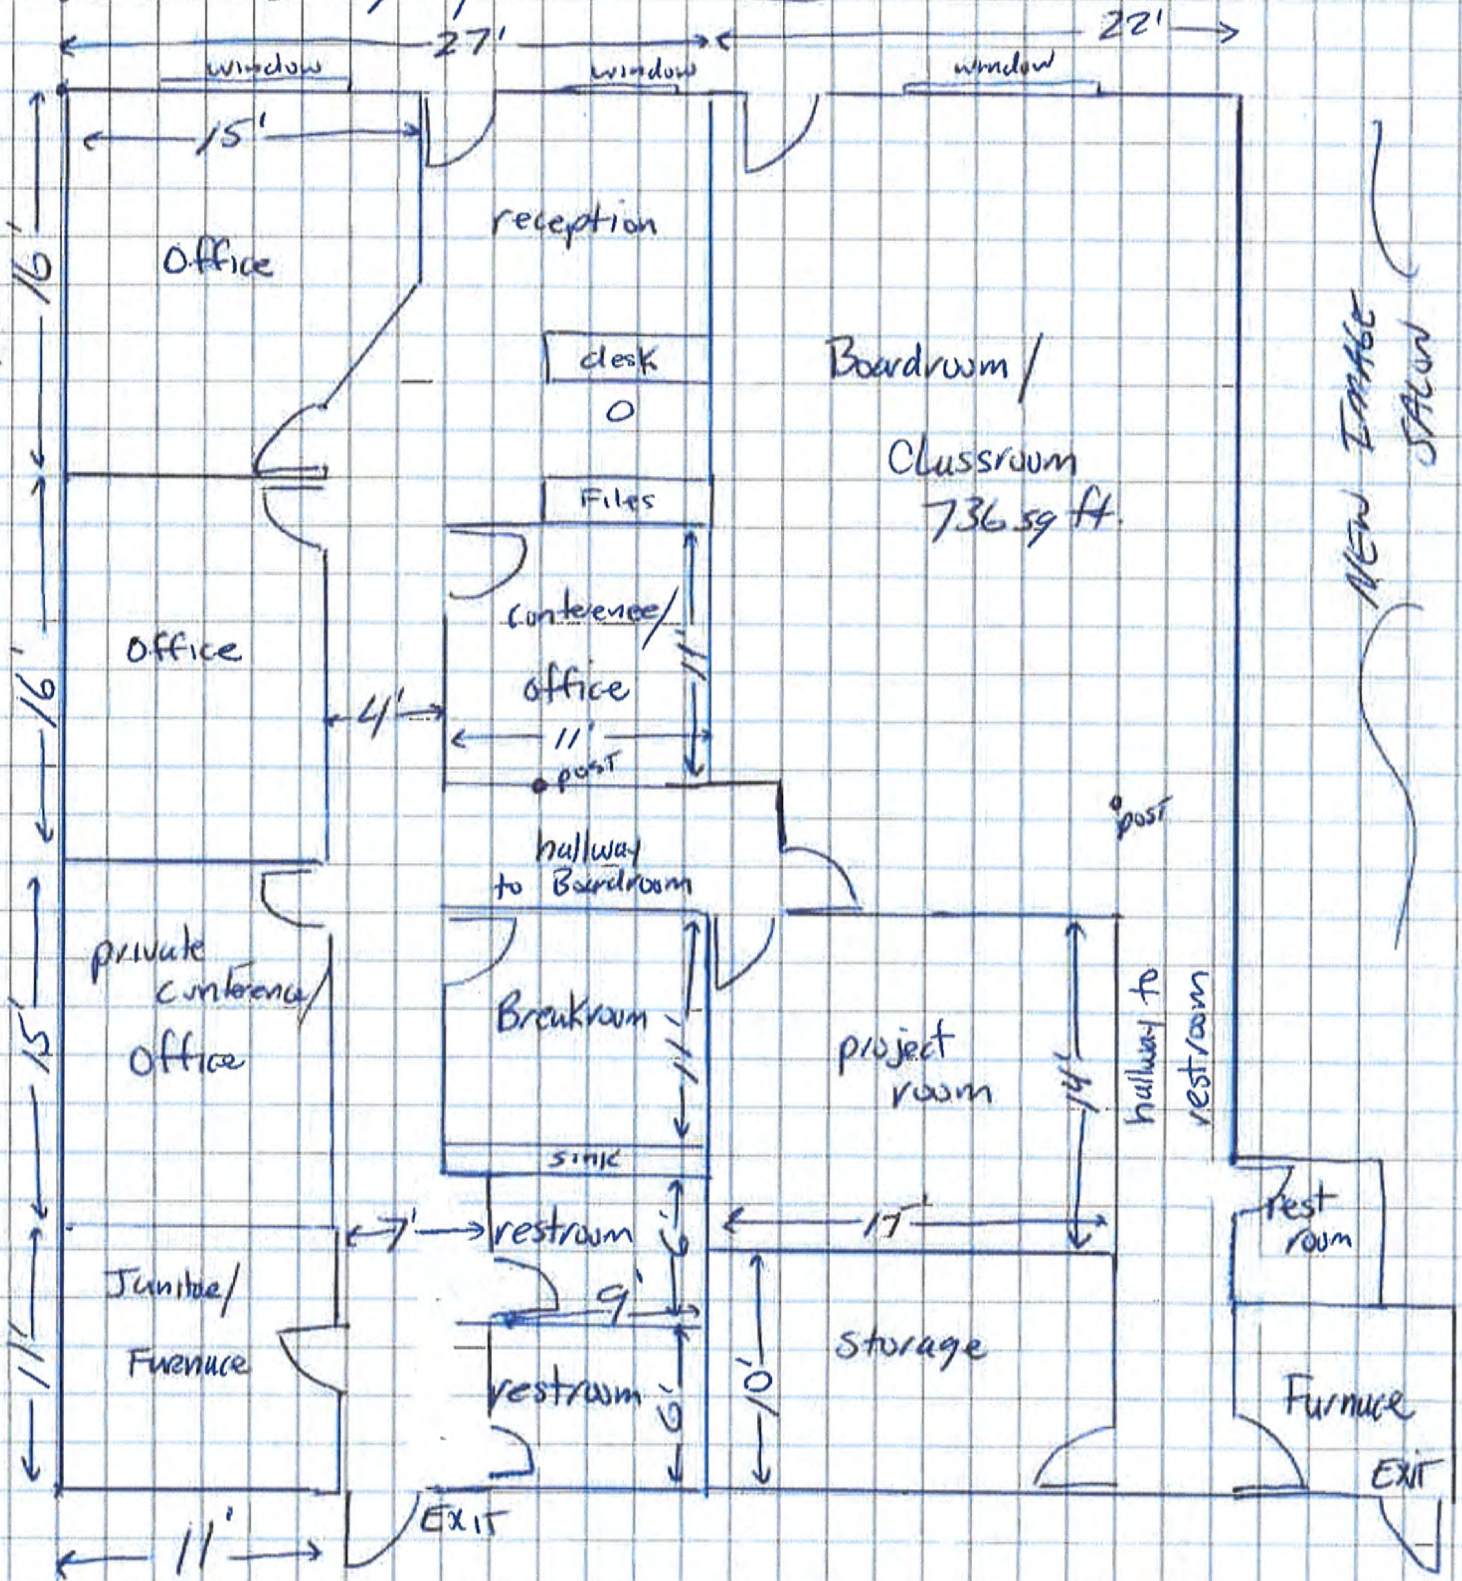 27'
22'
window
window
window
15'
reception
16'
Office
desk
Boardroom/
Classroom
736 sq ft.
Files
NEW IMAGE
SALON
Conference/
office
11'
11'
Office
16'
4'
post
post
hallway
to Boardroom
private
conference/
Office
15'
Breakroom
11'
project
room
14'
hallway to
restroom
sink
7'
restroom
6'
17'
rest
room
9'
Janitor/
Furnace
11'
restroom
6'
10'
Storage
Furnace
EXIT
EXIT
11'